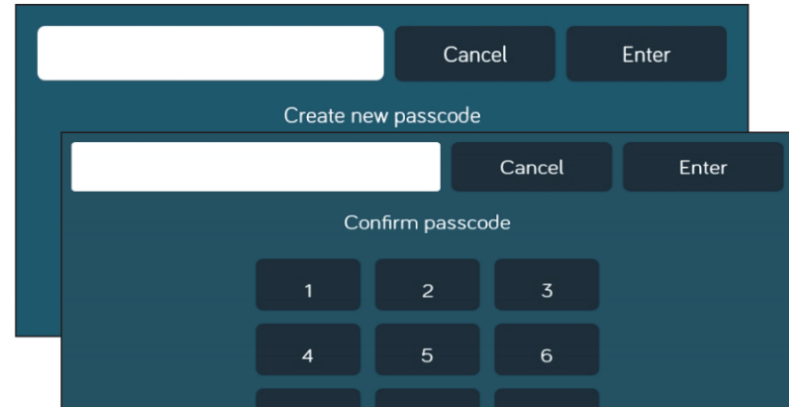 Cancel Enter
Create new passcode
Cancel Enter
Confirm passcode
1 2 3
4 5 6